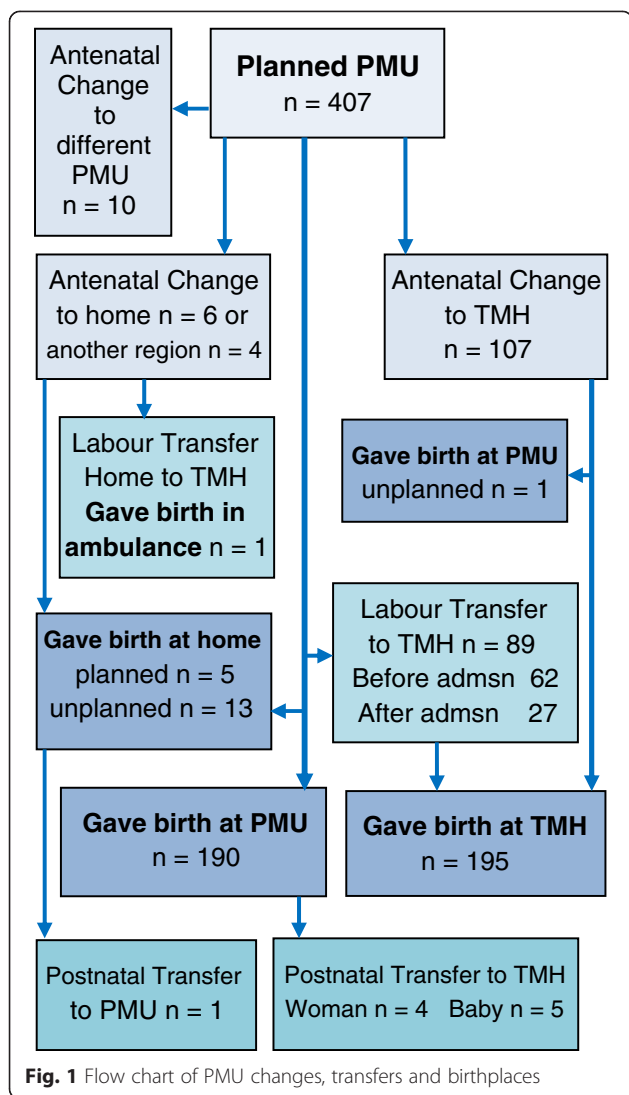 Antenatal
Change
to
different
PMU
n = 10
Planned PMU
n = 407
Antenatal Change
to home n = 6 or
another region n = 4
Antenatal Change
to TMH
n = 107
Labour Transfer
Home to TMH
Gave birth in
ambulance n = 1
Gave birth at PMU
unplanned n = 1
Gave birth at home
planned n = 5
unplanned n = 13
Labour Transfer
to TMH n = 89
Before admsn 62
After admsn 27
Gave birth at PMU
n = 190
Gave birth at TMH
n = 195
Postnatal Transfer
to PMU n = 1
Postnatal Transfer to TMH
Woman n = 4 Baby n = 5
Fig. 1 Flow chart of PMU changes, transfers and birthplaces